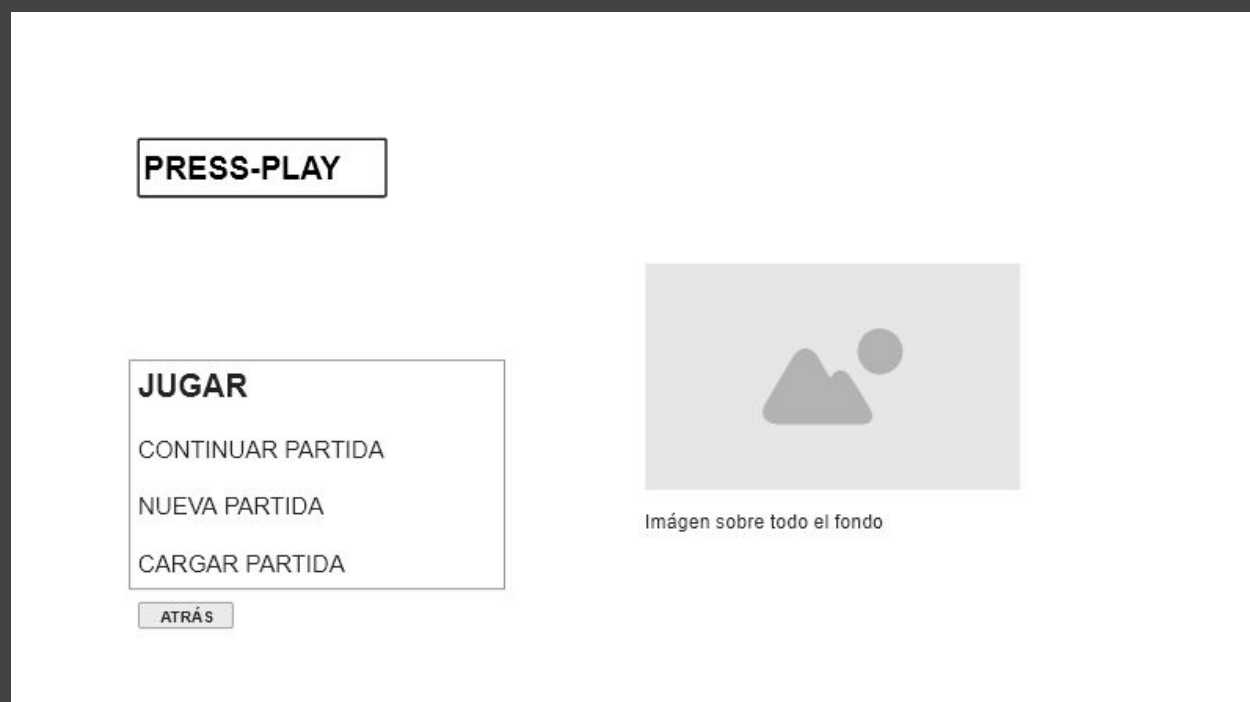 PRESS-PLAY
JUGAR
CONTINUAR PARTIDA
NUEVA PARTIDA
CARGAR PARTIDA
ATRÁS
Imágen sobre todo el fondo